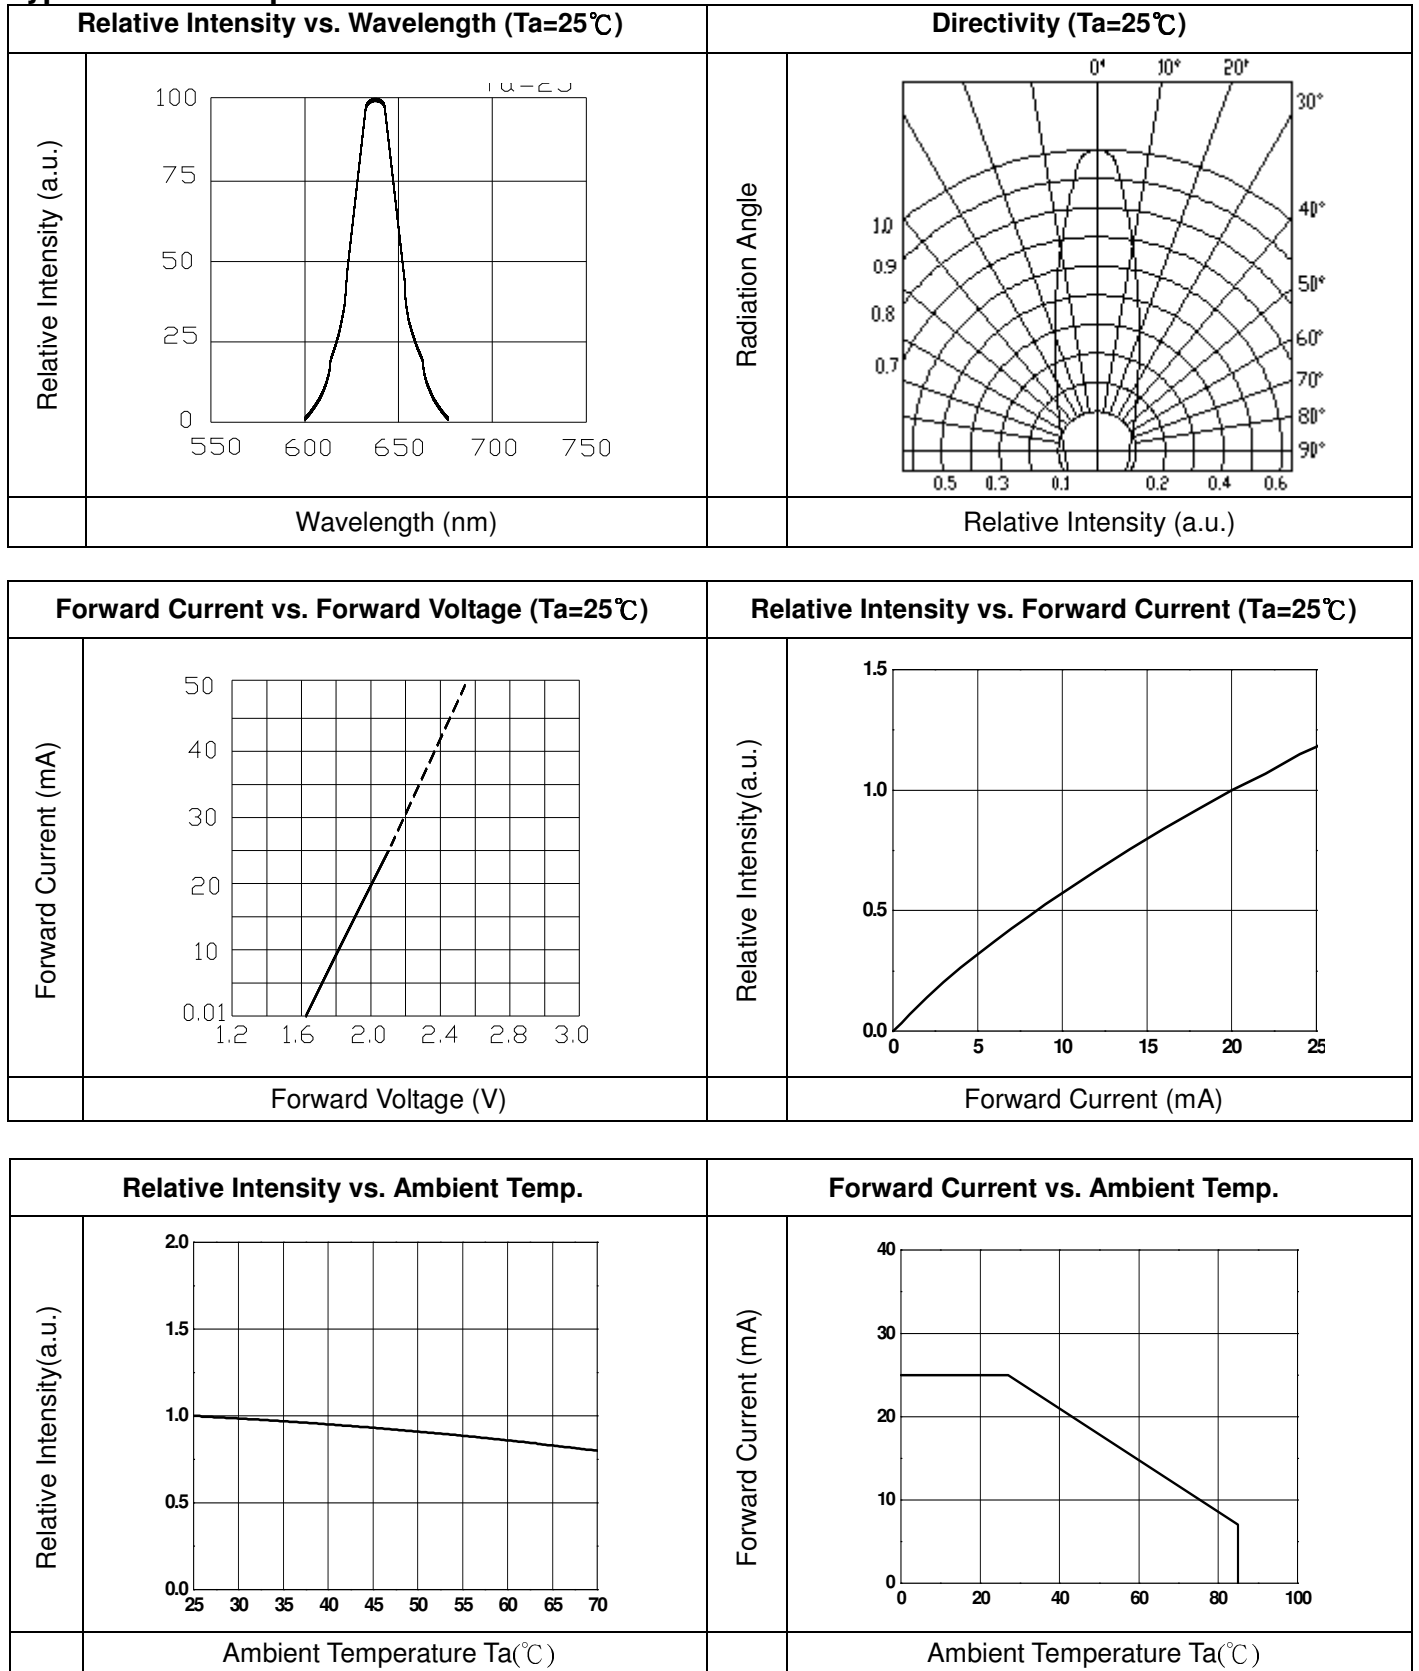 Relative Intensity vs. Wavelength (Ta=25℃)
Directivity (Ta=25℃)
Relative Intensity (a.u.)
100
75
50
25
0
550 600 650 700 750
Wavelength (nm)
Radiation Angle
0° 10° 20°
30°
40°
50°
60°
70°
80°
90°
1.0
0.9
0.8
0.7
0.5 0.3 0.1 0.2 0.4 0.6
Relative Intensity (a.u.)
Forward Current vs. Forward Voltage (Ta=25℃)
Relative Intensity vs. Forward Current (Ta=25℃)
Forward Current (mA)
50
40
30
20
10
0.01
1.2 1.6 2.0 2.4 2.8 3.0
Forward Voltage (V)
Relative Intensity(a.u.)
1.5
1.0
0.5
0.0
0 5 10 15 20 25
Forward Current (mA)
Relative Intensity vs. Ambient Temp.
Forward Current vs. Ambient Temp.
Relative Intensity(a.u.)
2.0
1.5
1.0
0.5
0.0
25 30 35 40 45 50 55 60 65 70
Ambient Temperature Ta(℃)
Forward Current (mA)
40
30
20
10
0
0 20 40 60 80 100
Ambient Temperature Ta(℃)